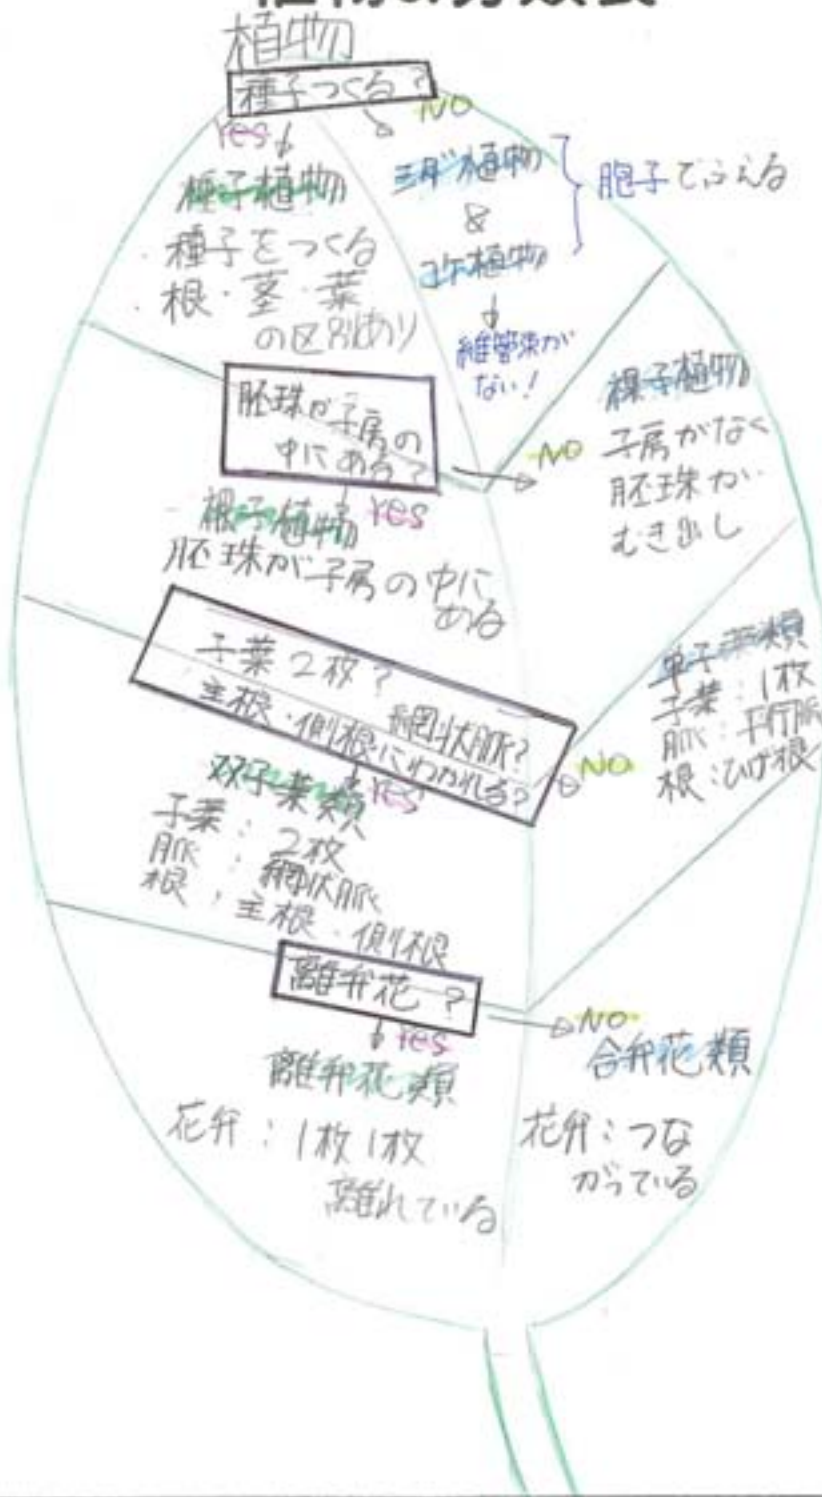 植物の分類表
植物
種子つくる?
Yes
NO
種子植物
種子をつくる
根・茎・葉
の区別あり
シダ植物
&
コケ植物
胞子でふえる
維管束が
ない!
胚珠が子房の
中にある?
NO
Yes
裸子植物
子房がなく
胚珠が
むき出し
裸子植物
胚珠が子房の中に
ある
子葉2枚? 網状脈?
主根・側根にわかれる?
NO
Yes
単子葉類
子葉:1枚
脈:平行脈
根:ひげ根
双子葉類
子葉:2枚
脈:網状脈
根:主根・側根
離弁花?
NO
Yes
離弁花類
花弁:1枚1枚
離れている
合弁花類
花弁:つな
がっている